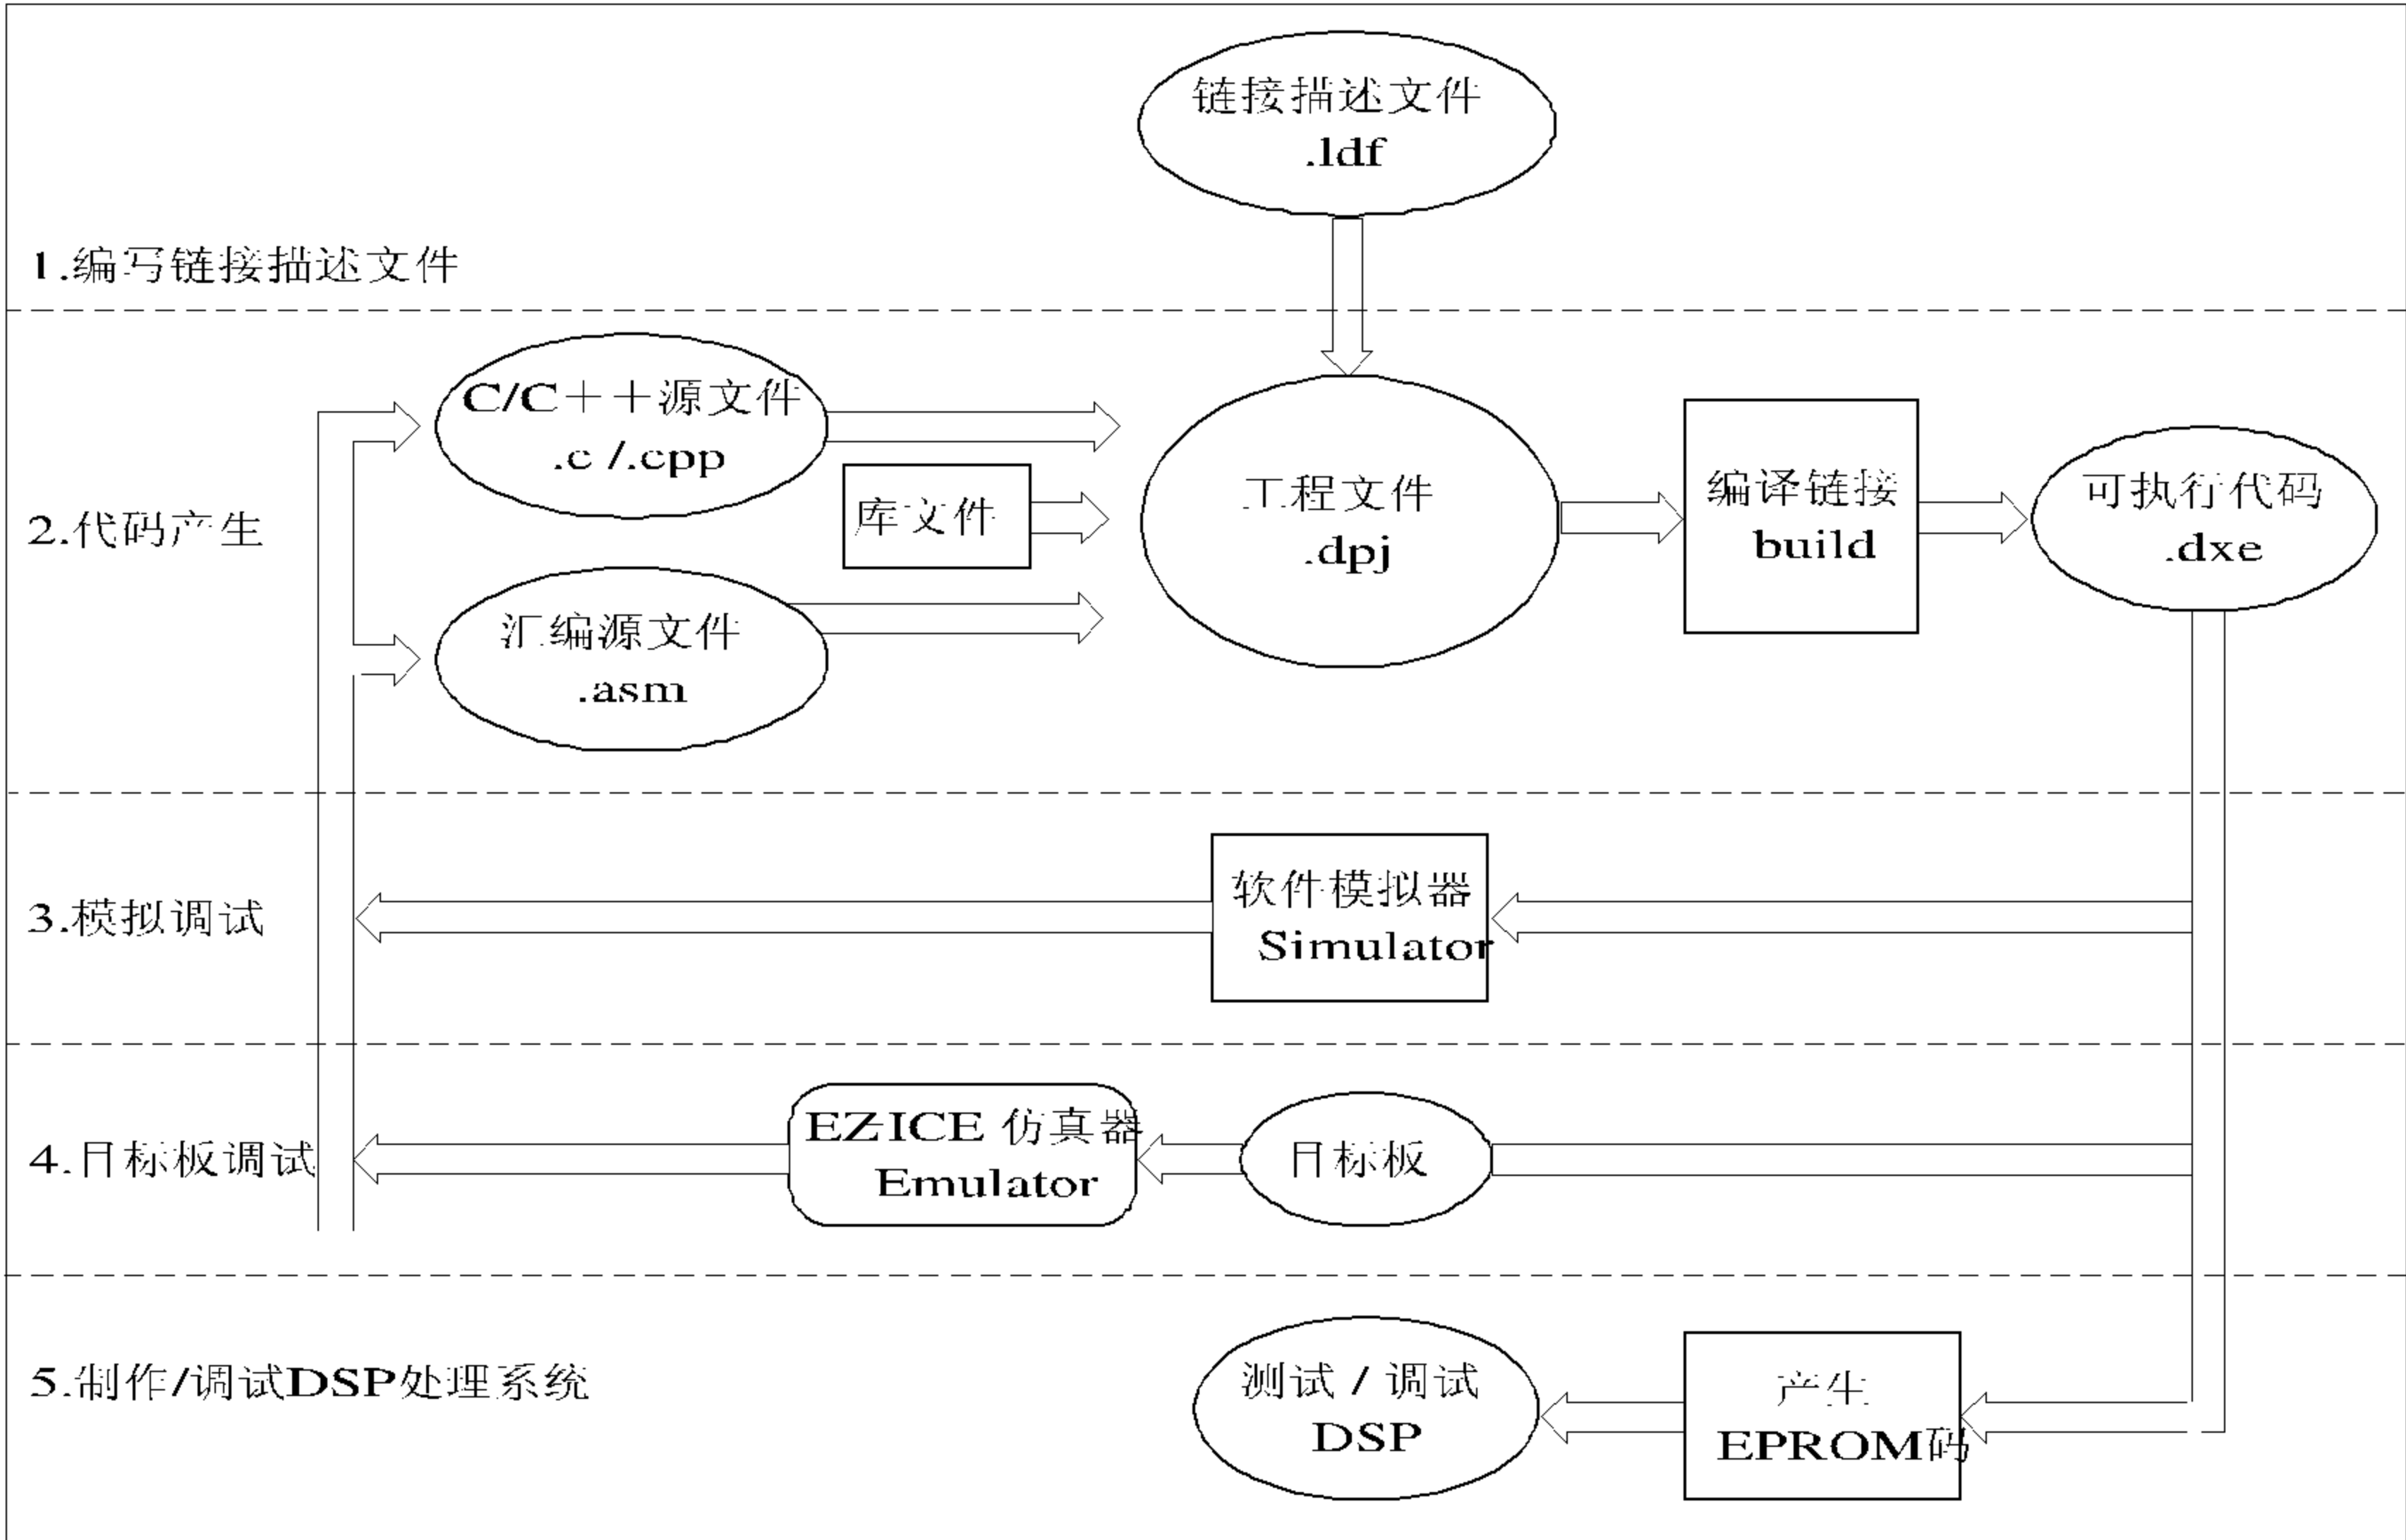 链接描述文件
.ldf
1.编写链接描述文件
C/C++源文件
.c /.cpp
库文件
工程文件
.dpj
编译链接
build
可执行代码
.dxe
2.代码产生
汇编源文件
.asm
软件模拟器
Simulator
3.模拟调试
EZ-ICE 仿真器
Emulator
目标板
4.目标板调试
测试 / 调试
DSP
产生
EPROM码
5.制作/调试DSP处理系统